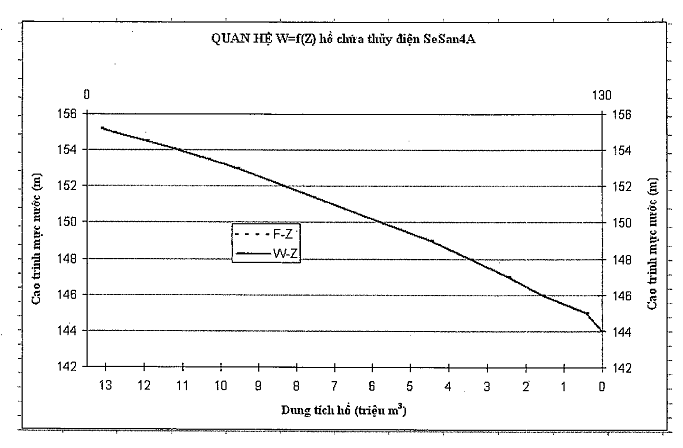 QUAN HỆ W=f(Z) hồ chứa thủy điện SeSan4A
0 130
156 156
154 154
152 152
150 150
148 148
146 146
144 144
142 142
Cao trình mực nước (m)
Cao trình mực nước (m)
F-Z
W-Z
13 12 11 10 9 8 7 6 5 4 3 2 1 0
Dung tích hồ (triệu m³)